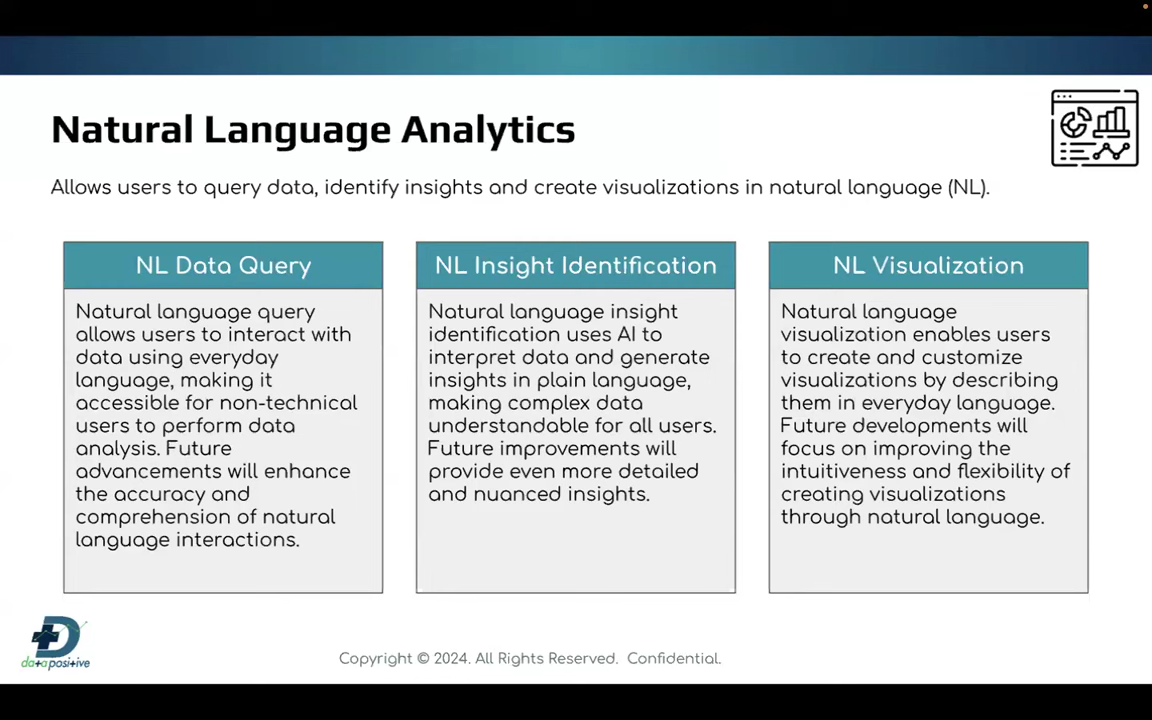 Natural Language Analytics
Allows users to query data, identify insights and create visualizations in natural language (NL).
NL Data Query
Natural language query
allows users to interact with
data using everyday
language, making it
accessible for non-technical
users to perform data
analysis. Future
advancements will enhance
the accuracy and
comprehension of natural
language interactions.
NL Insight Identification
Natural language insight
identification uses AI to
interpret data and generate
insights in plain language,
making complex data
understandable for all users.
Future improvements will
provide even more detailed
and nuanced insights.
NL Visualization
Natural language
visualization enables users
to create and customize
visualizations by describing
them in everyday language.
Future developments will
focus on improving the
intuitiveness and flexibility of
creating visualizations
through natural language.
data positive
Copyright © 2024. All Rights Reserved. Confidential.